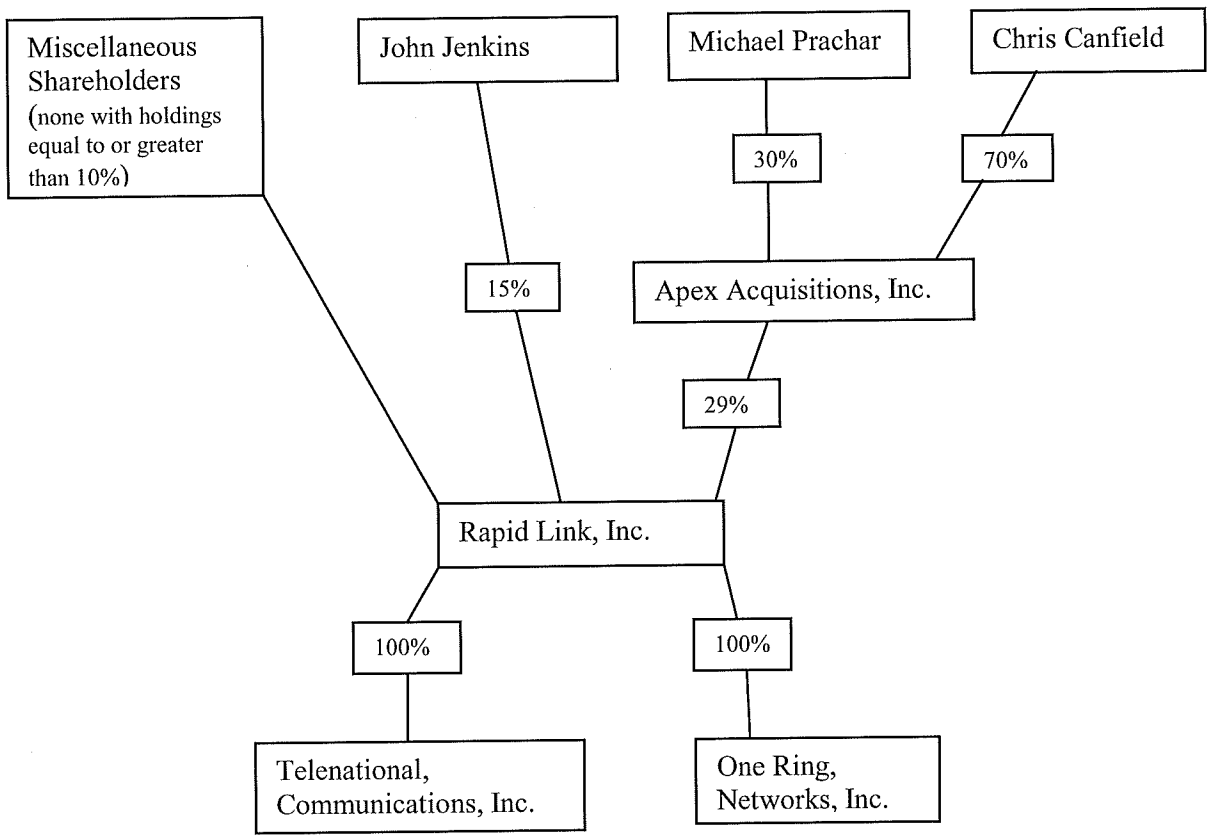 Miscellaneous
Shareholders
(none with holdings
equal to or greater
than 10%)
John Jenkins
Michael Prachar
Chris Canfield
30%
70%
15%
Apex Acquisitions, Inc.
29%
Rapid Link, Inc.
100%
100%
Telenational,
Communications, Inc.
One Ring,
Networks, Inc.